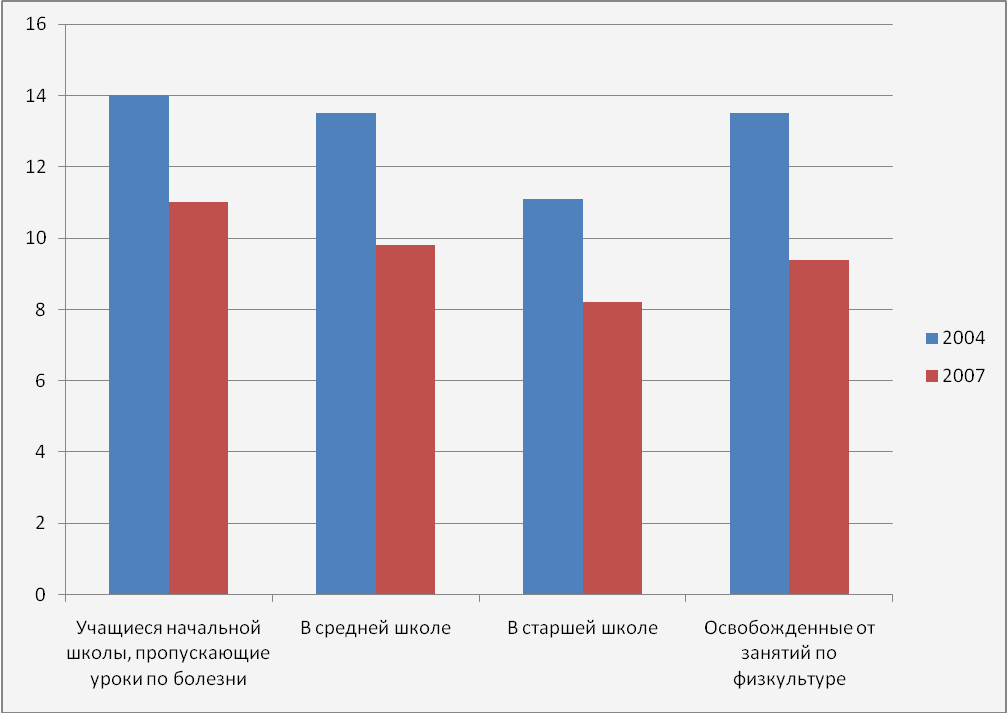 16
14
12
10
8
6
4
2
0
2004
2007
Учащиеся начальной
школы, пропускающие
уроки по болезни
В средней школе
В старшей школе
Освобожденные от
занятий по
физкультуре